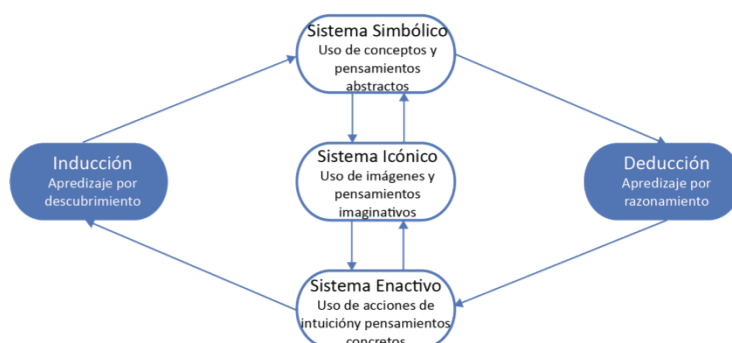 Sistema Simbólico
Uso de conceptos y
pensamientos
abstractos
Inducción
Apredizaje por
descubrimiento
Sistema Icónico
Uso de imágenes y
pensamientos
imaginativos
Deducción
Apredizaje por
razonamiento
Sistema Enactivo
Uso de acciones de
intuicióny pensamientos
concretos